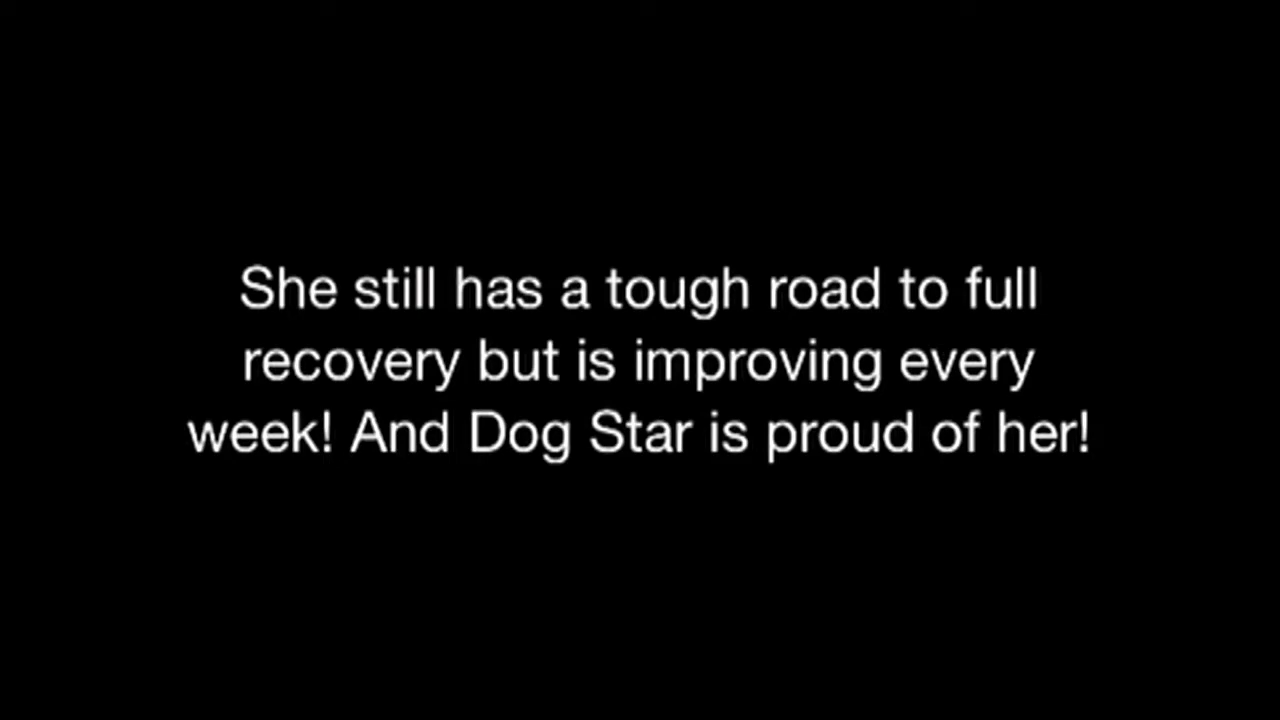 She still has a tough road to full
recovery but is improving every
week! And Dog Star is proud of her!